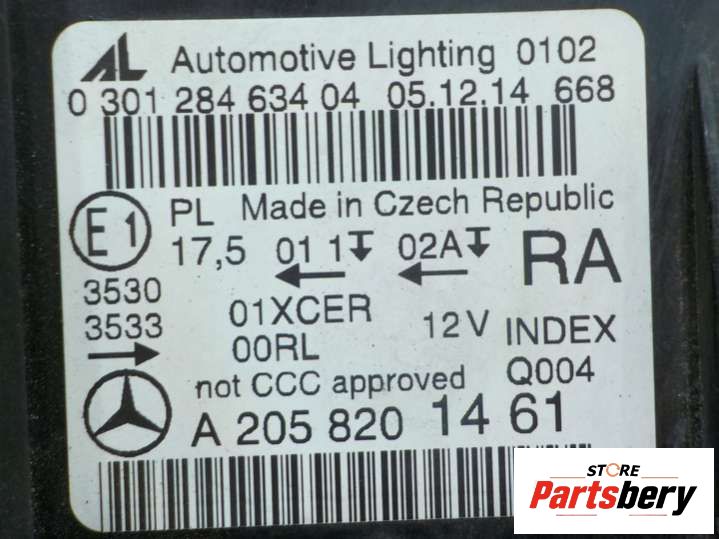 AL Automotive Lighting 0102
0 301 284 634 04 05.12.14 668
E1 PL Made in Czech Republic
17,5 01 1 02A RA
3530
3533
01XCER 12V INDEX
00RL
not CCC approved Q004
A 205 820 14 61
STORE
Partsbery